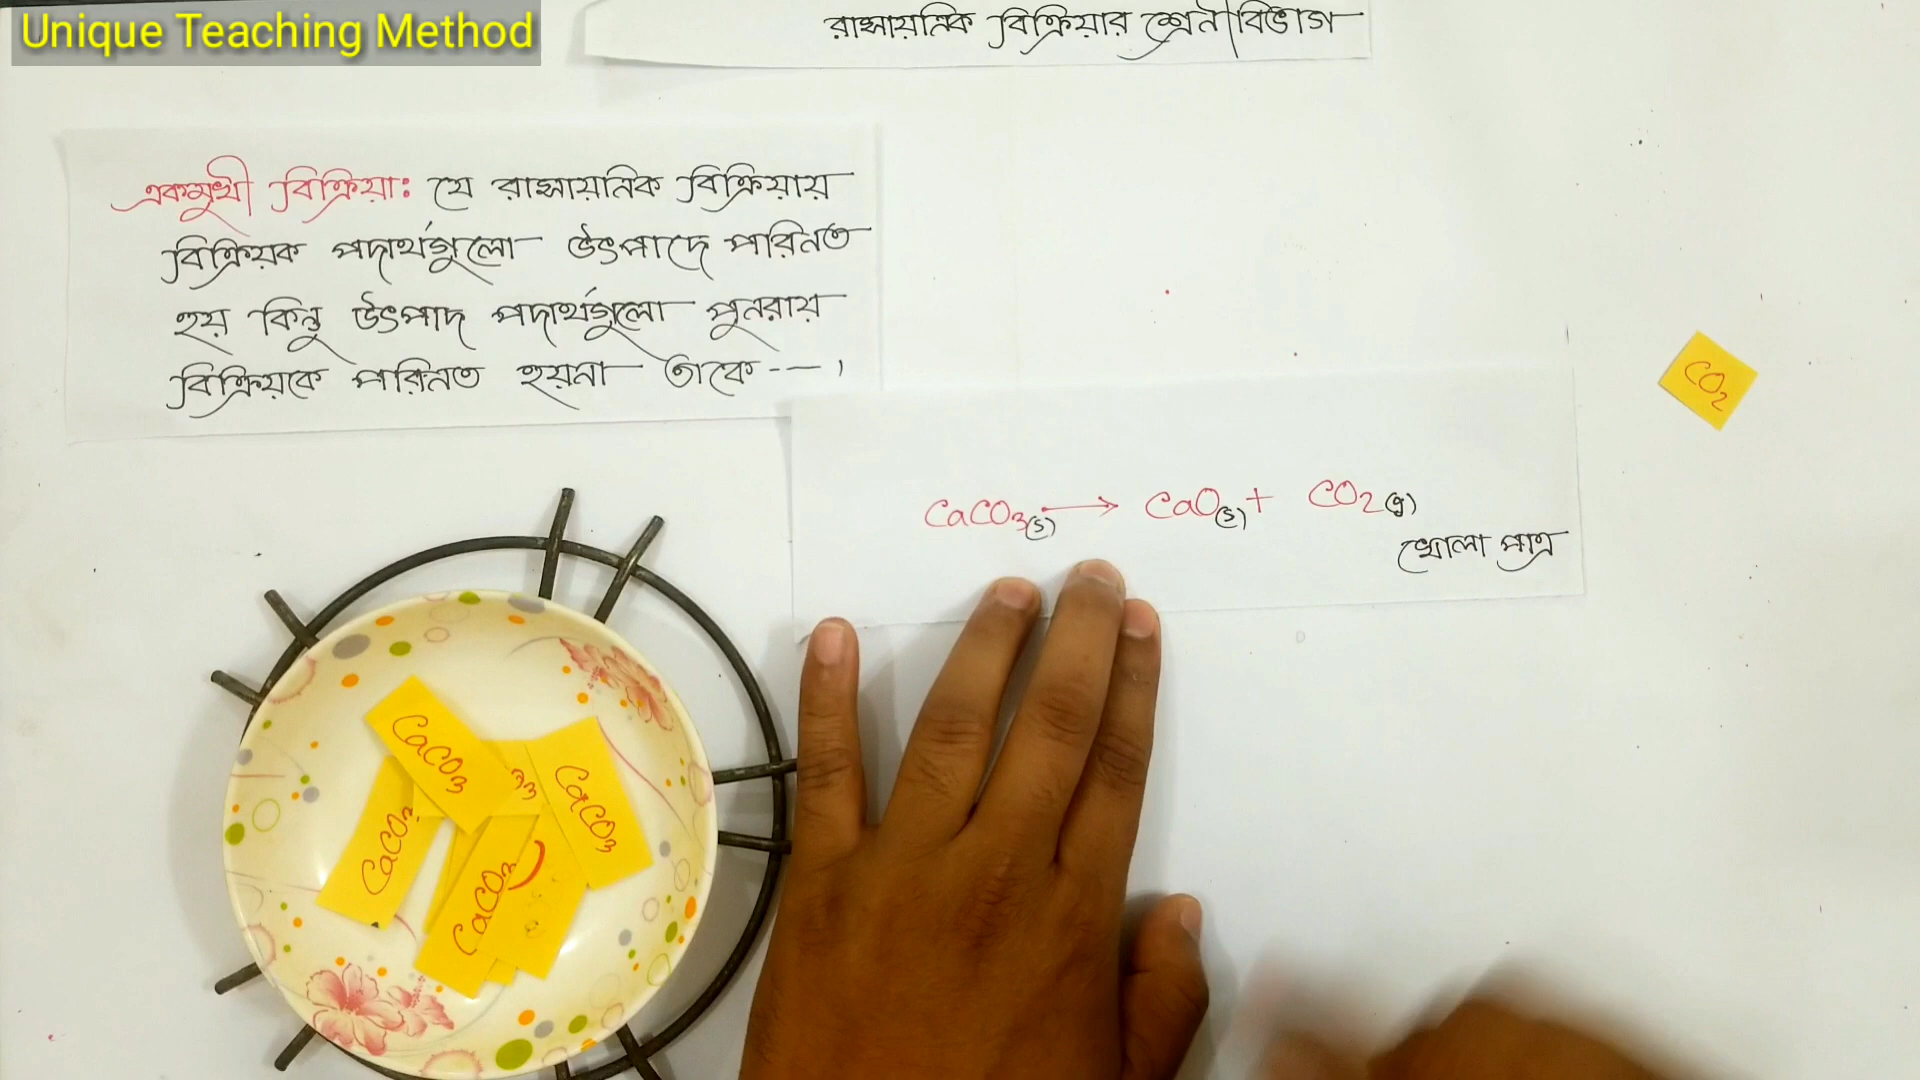 Unique Teaching Method
রাসায়নিক বিক্রিয়ার শ্রেনীবিভাগ
একমুখী বিক্রিয়া: যে রাসায়নিক বিক্রিয়ায়
বিক্রিয়ক পদার্থগুলো উৎপাদে পরিনত
হয় কিন্তু উৎপাদ পদার্থগুলো পুনরায়
বিক্রিয়কে পরিনত হয়না তাকে ---।
CO2
CaCO3(s) → CaO(s) + CO2(g)
খোলা পাত্র
CaCO3
CaCO3
CaCO3
CaCO3